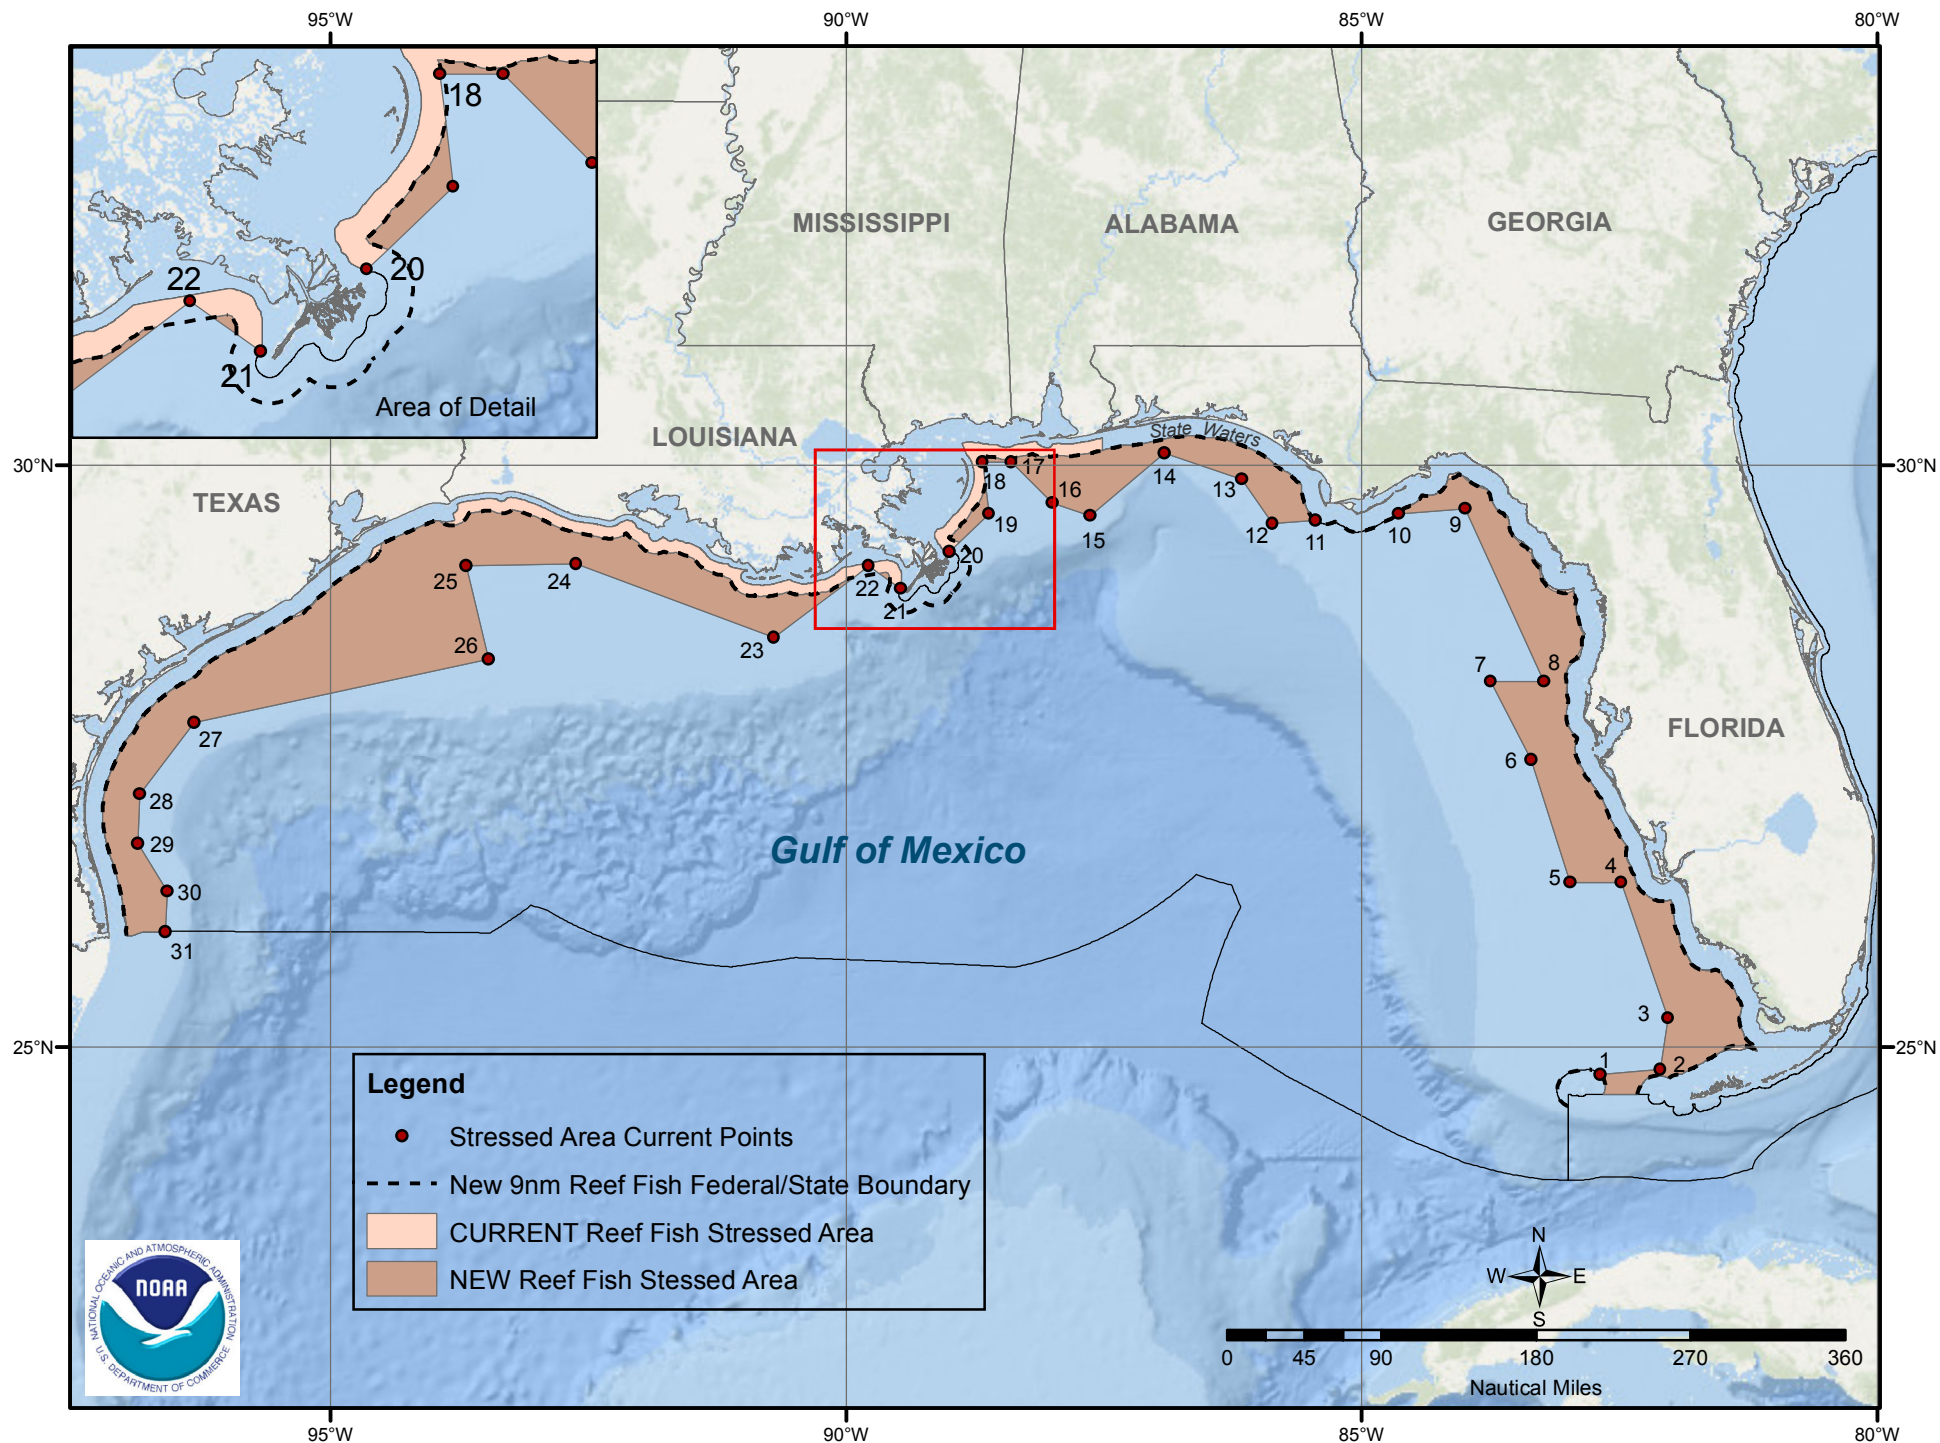 95°W
90°W
85°W
80°W
18
22
20
21
Area of Detail
MISSISSIPPI
ALABAMA
GEORGIA
LOUISIANA
State Waters
30°N
30°N
TEXAS
17
14
18
13
16
19
15
12
11
10
9
20
25
24
22
21
26
23
7
8
27
FLORIDA
6
28
29
Gulf of Mexico
5
4
30
31
3
25°N
25°N
1
2
Legend
Stressed Area Current Points
New 9nm Reef Fish Federal/State Boundary
CURRENT Reef Fish Stressed Area
NEW Reef Fish Stessed Area
NATIONAL OCEANIC AND ATMOSPHERIC ADMINISTRATION
NOAA
U.S. DEPARTMENT OF COMMERCE
N
W
E
S
0
45
90
180
270
360
Nautical Miles
95°W
90°W
85°W
80°W